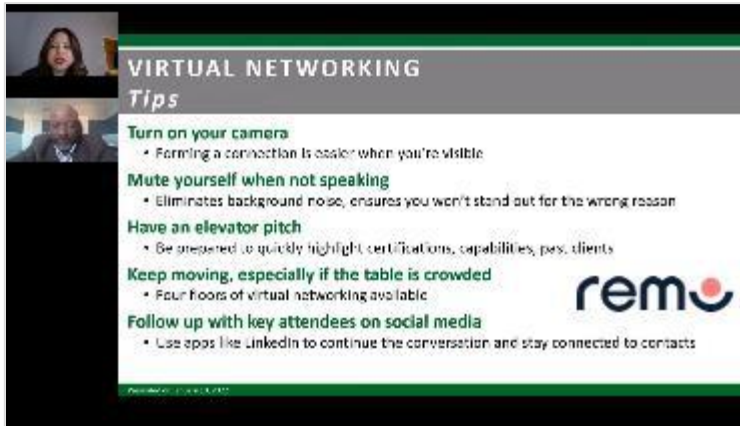 VIRTUAL NETWORKING
Tips
Turn on your camera
• Forming a connection is easier when you're visible
Mute yourself when not speaking
• Eliminates background noise, ensures you won't stand out for the wrong reason
Have an elevator pitch
• Be prepared to quickly highlight certifications, capabilities, past clients
Keep moving, especially if the table is crowded
• Four floors of virtual networking available
remo
Follow up with key attendees on social media
• Use apps like LinkedIn to continue the conversation and stay connected to contacts